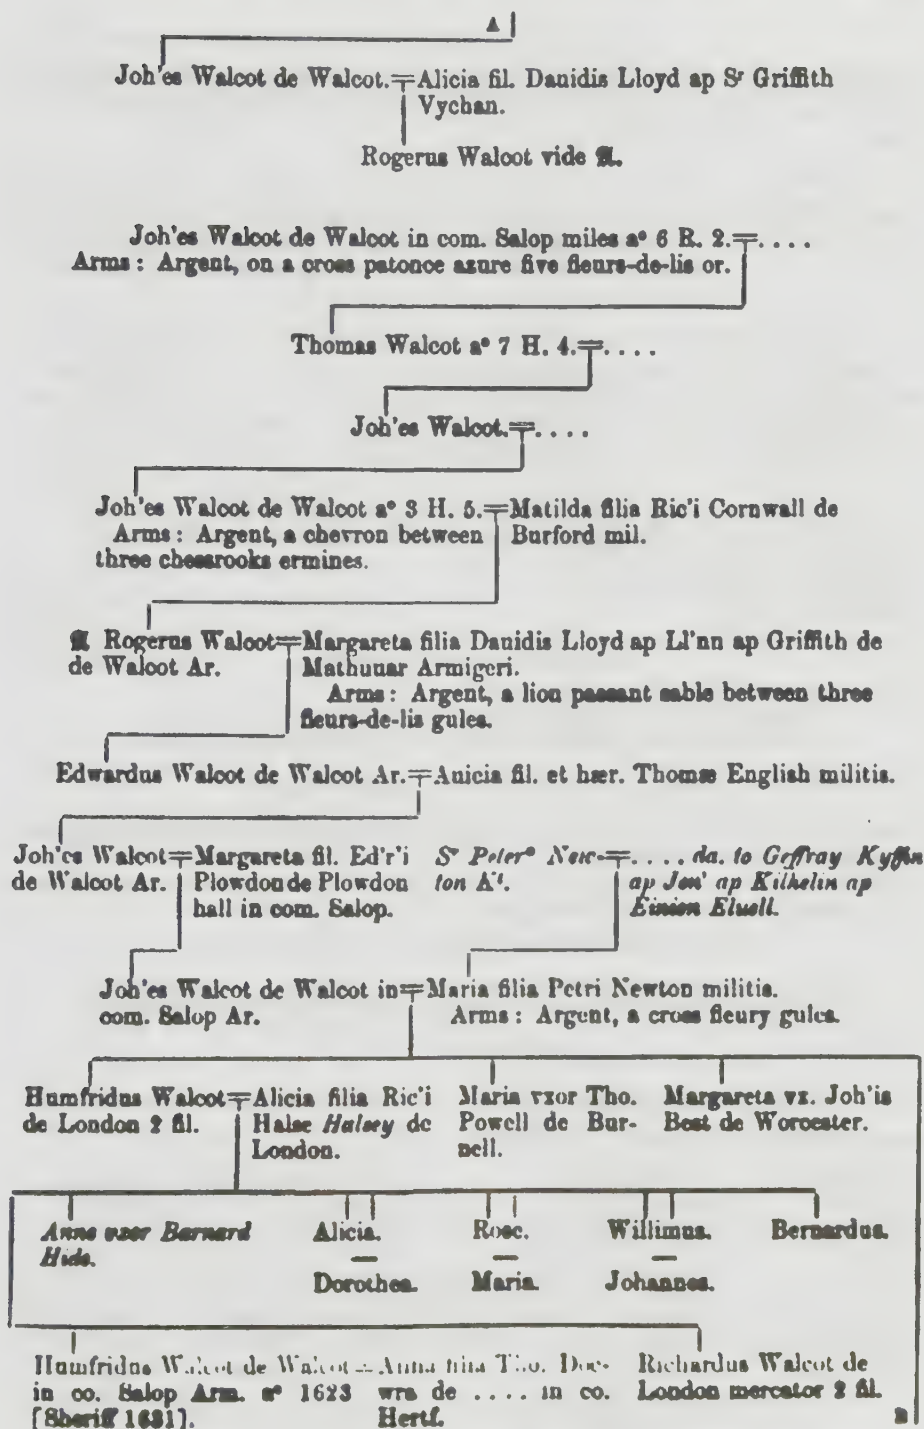 A
Joh'es Walcot de Walcot.=Alicia fil. Dauidis Lloyd ap Sr Griffith
Vychan.
Rogerus Walcot vide A.
Joh'es Walcot de Walcot in com. Salop miles ao 6 R. 2.=....
Arms: Argent, on a cross patonce azure five fleurs-de-lis or.
Thomas Walcot ao 7 H. 4.=....
Joh'es Walcot.=....
Joh'es Walcot de Walcot ao 3 H. 5.=Matilda filia Ric'i Cornwall de
Arms: Argent, a chevron between Burford mil.
three chessrooks ermines.
A Rogerus Walcot=Margareta filia Dauidis Lloyd ap Ll'nn ap Griffith de
de Walcot Ar. Mathuuar Armigeri.
Arms: Argent, a lion passant sable between three
fleurs-de-lis gules.
Edwardus Walcot de Walcot Ar.=Auicia fil. et hær. Thomæ English militis.
Joh'es Walcot=Margareta fil. Ed'r'i Sr Petere New-=.... da. to Geffray Kyffin
de Walcot Ar. Plowdon de Plowdon ton Kt. ap Jen' ap Kilhelin ap
hall in com. Salop. Einion Eluell.
Joh'es Walcot de Walcot in=Maria filia Petri Newton militis.
com. Salop Ar. Arms: Argent, a cross fleury gules.
Humfridus Walcot=Alicia filia Ric'i Maria vxor Tho. Margareta vx. Joh'is
de London 2 fil. Halse Halsey de Powell de Bur- Best de Worcester.
London. nell.
Anne uxor Barnard Alicia. Rose. Willimus. Bernardus.
Hide.
Dorothea. Maria. Johannes.
Humfridus Walcot de Walcot=Anna filia Tho. Doc- Richardus Walcot de
in co. Salop Arm. ao 1623 wra de .... in co. London mercator 2 fil.
[Sheriff 1631]. Hertf.